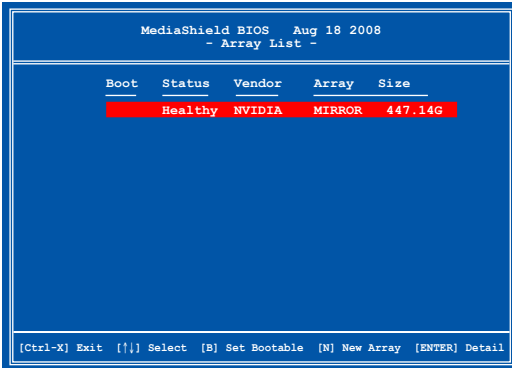 MediaShield BIOS   Aug 18 2008
- Array List -
Boot   Status   Vendor   Array   Size
Healthy   NVIDIA   MIRROR   447.14G
[Ctrl-X] Exit   [↑↓] Select   [B] Set Bootable   [N] New Array   [ENTER] Detail